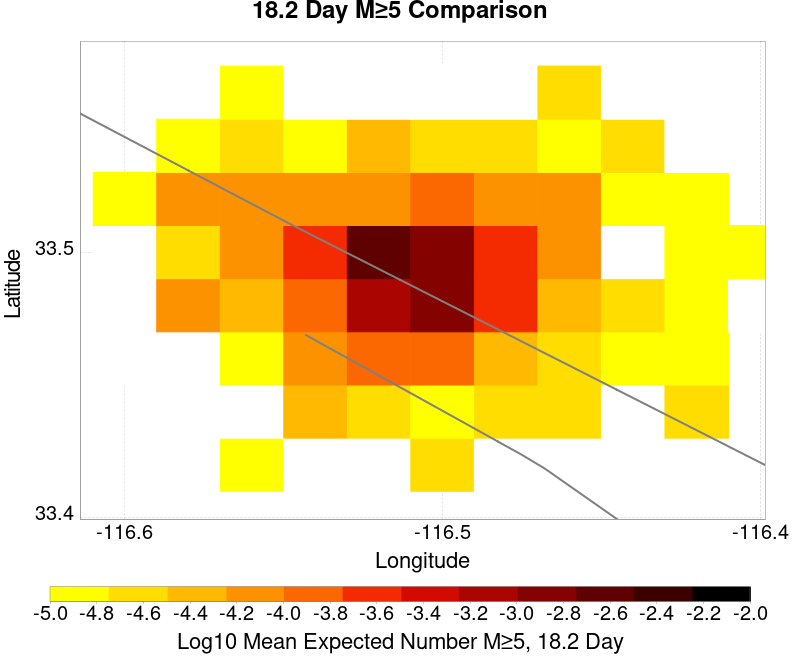 18.2 Day M≥5 Comparison
Latitude
33.5
33.4
-116.6 -116.5 -116.4
Longitude
-5.0 -4.8 -4.6 -4.4 -4.2 -4.0 -3.8 -3.6 -3.4 -3.2 -3.0 -2.8 -2.6 -2.4 -2.2 -2.0
Log10 Mean Expected Number M≥5, 18.2 Day